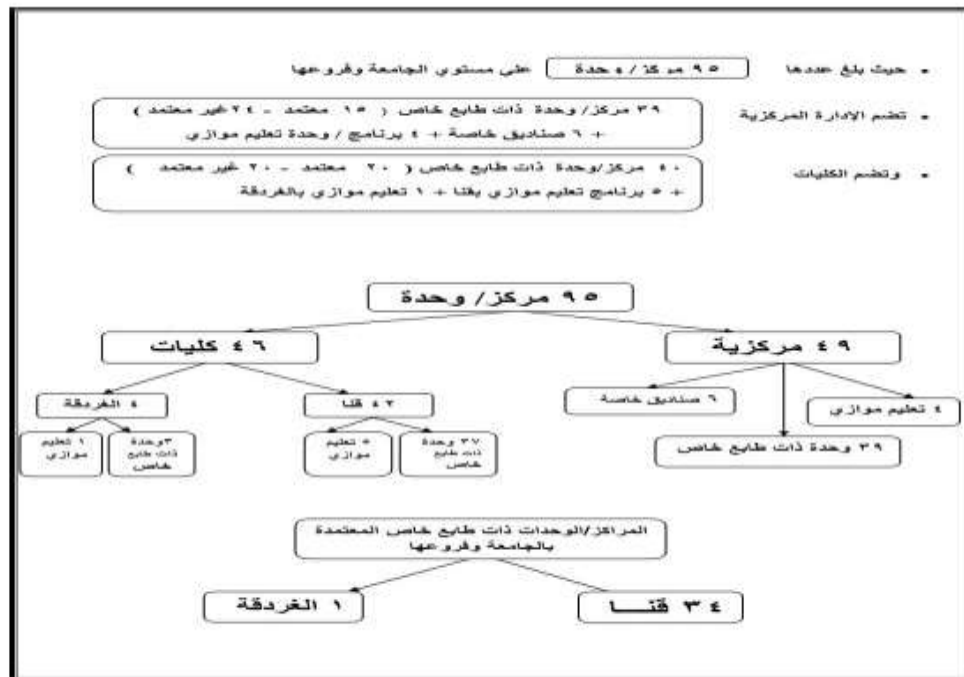 • حيث بلغ عددها ٩٥ مركز/وحدة علي مستوي الجامعة وفروعها
• تضم الادارة المركزية ٣٩ مركز/وحدة ذات طابع خاص ( ١٥ معتمد - ٢٤ غير معتمد )
+ ٦ صناديق خاصة + ٤ برنامج / وحدة تعليم موازي
• وتضم الكليات ٤٠ مركز/وحدة ذات طابع خاص ( ٢٠ معتمد - ٢٠ غير معتمد )
+ ٥ برنامج تعليم موازي بقنا + ١ تعليم موازي بالغردقة
٩٥ مركز/ وحدة
٤٩ مركزية
٤٦ كليات
٤ تعليم موازي
٦ صناديق خاصة
٣٩ وحدة ذات طابع خاص
٤٢ قنا
٤ الغردقة
٣٧ وحدة
ذات طابع
خاص
٥ تعليم
موازي
٣ وحدة
ذات طابع
خاص
١ تعليم
موازي
المراكز/الوحدات ذات طابع خاص المعتمدة
بالجامعة وفروعها
٣٤ قنــا
١ الغردقة